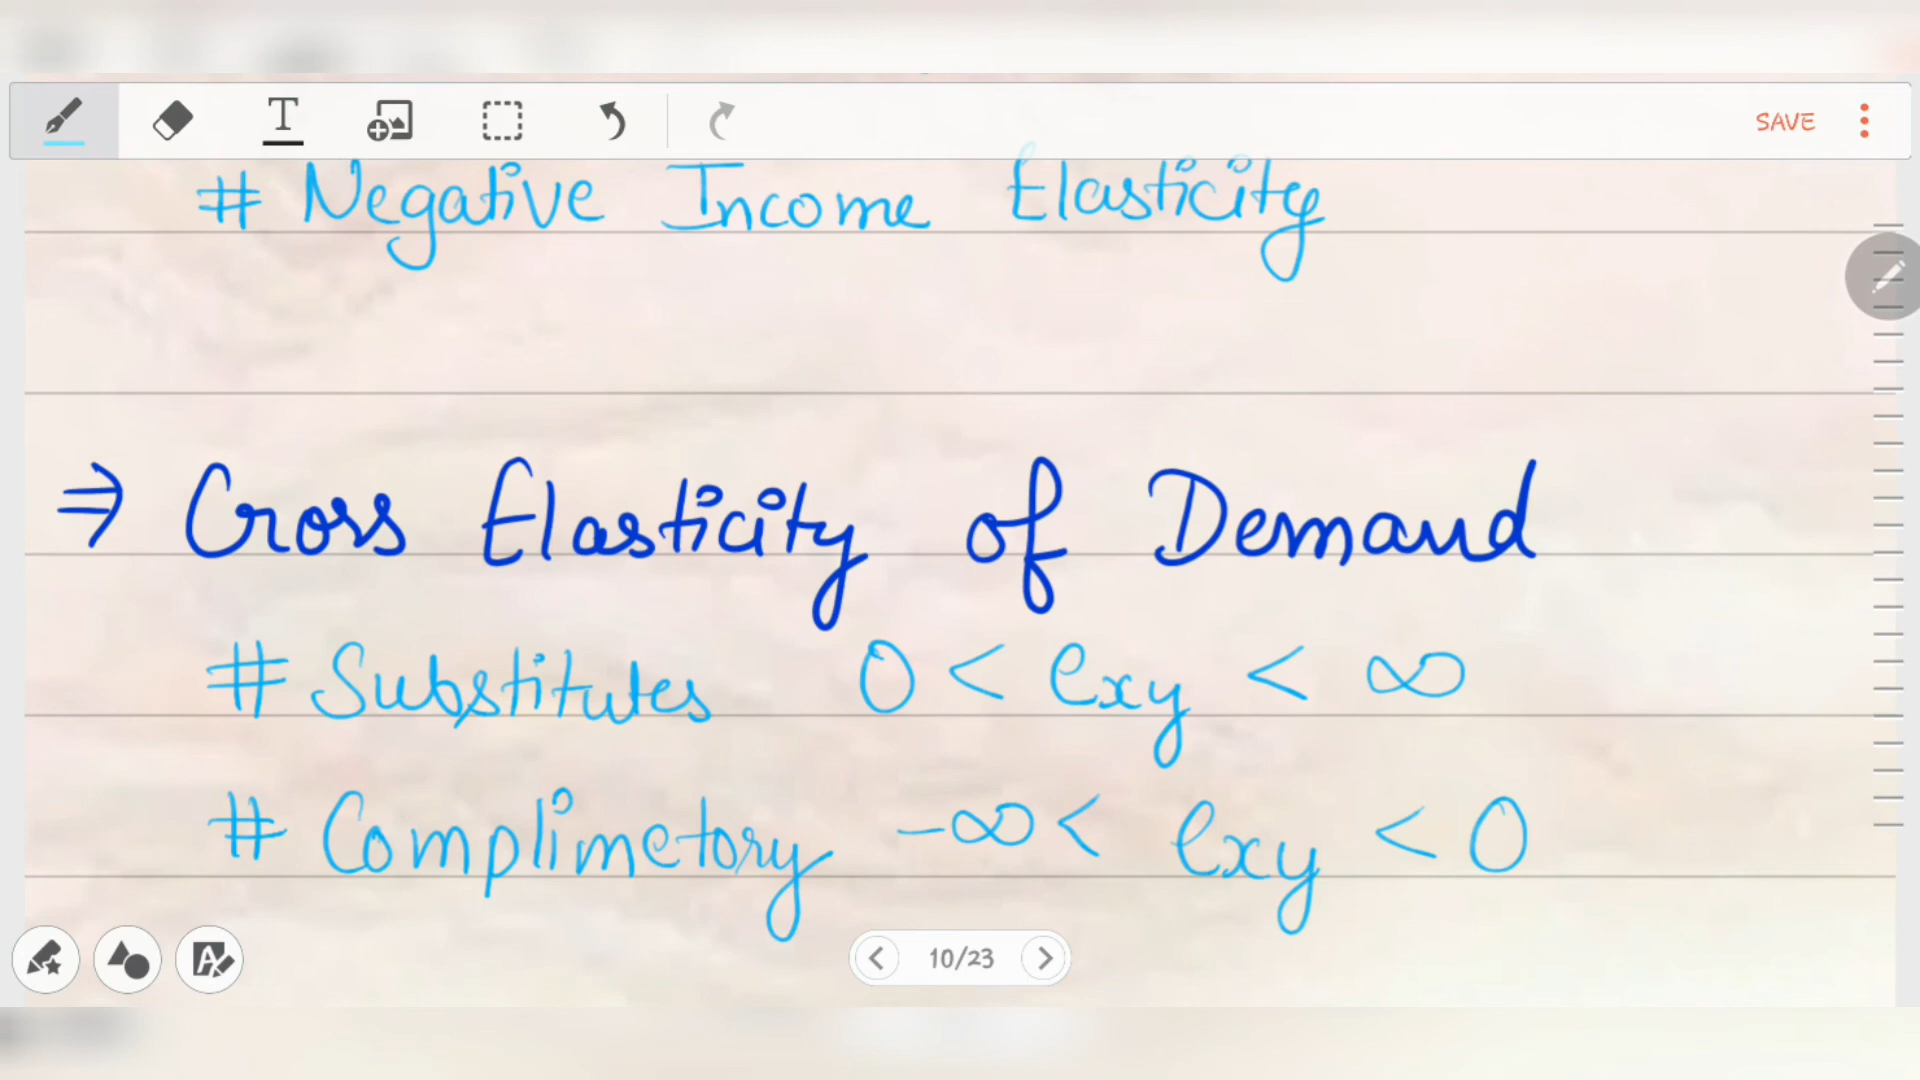 T SAVE
# Negative Income Elasticity
⇒ Cross Elasticity of Demand
# Substitutes 0 < exy < ∞
# Complimetory -∞ < exy < 0
10/23